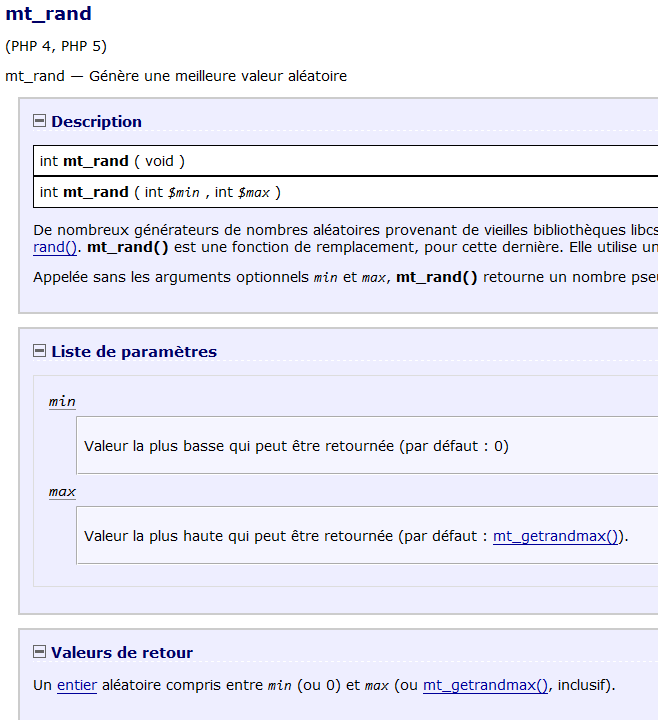 mt_rand
(PHP 4, PHP 5)
mt_rand — Génère une meilleure valeur aléatoire
Description
int mt_rand ( void )
int mt_rand ( int $min , int $max )
De nombreux générateurs de nombres aléatoires provenant de vieilles bibliothèques libcs
rand(). mt_rand() est une fonction de remplacement, pour cette dernière. Elle utilise un
Appelée sans les arguments optionnels min et max, mt_rand() retourne un nombre pseu
Liste de paramètres
min
Valeur la plus basse qui peut être retournée (par défaut : 0)
max
Valeur la plus haute qui peut être retournée (par défaut : mt_getrandmax()).
Valeurs de retour
Un entier aléatoire compris entre min (ou 0) et max (ou mt_getrandmax(), inclusif).